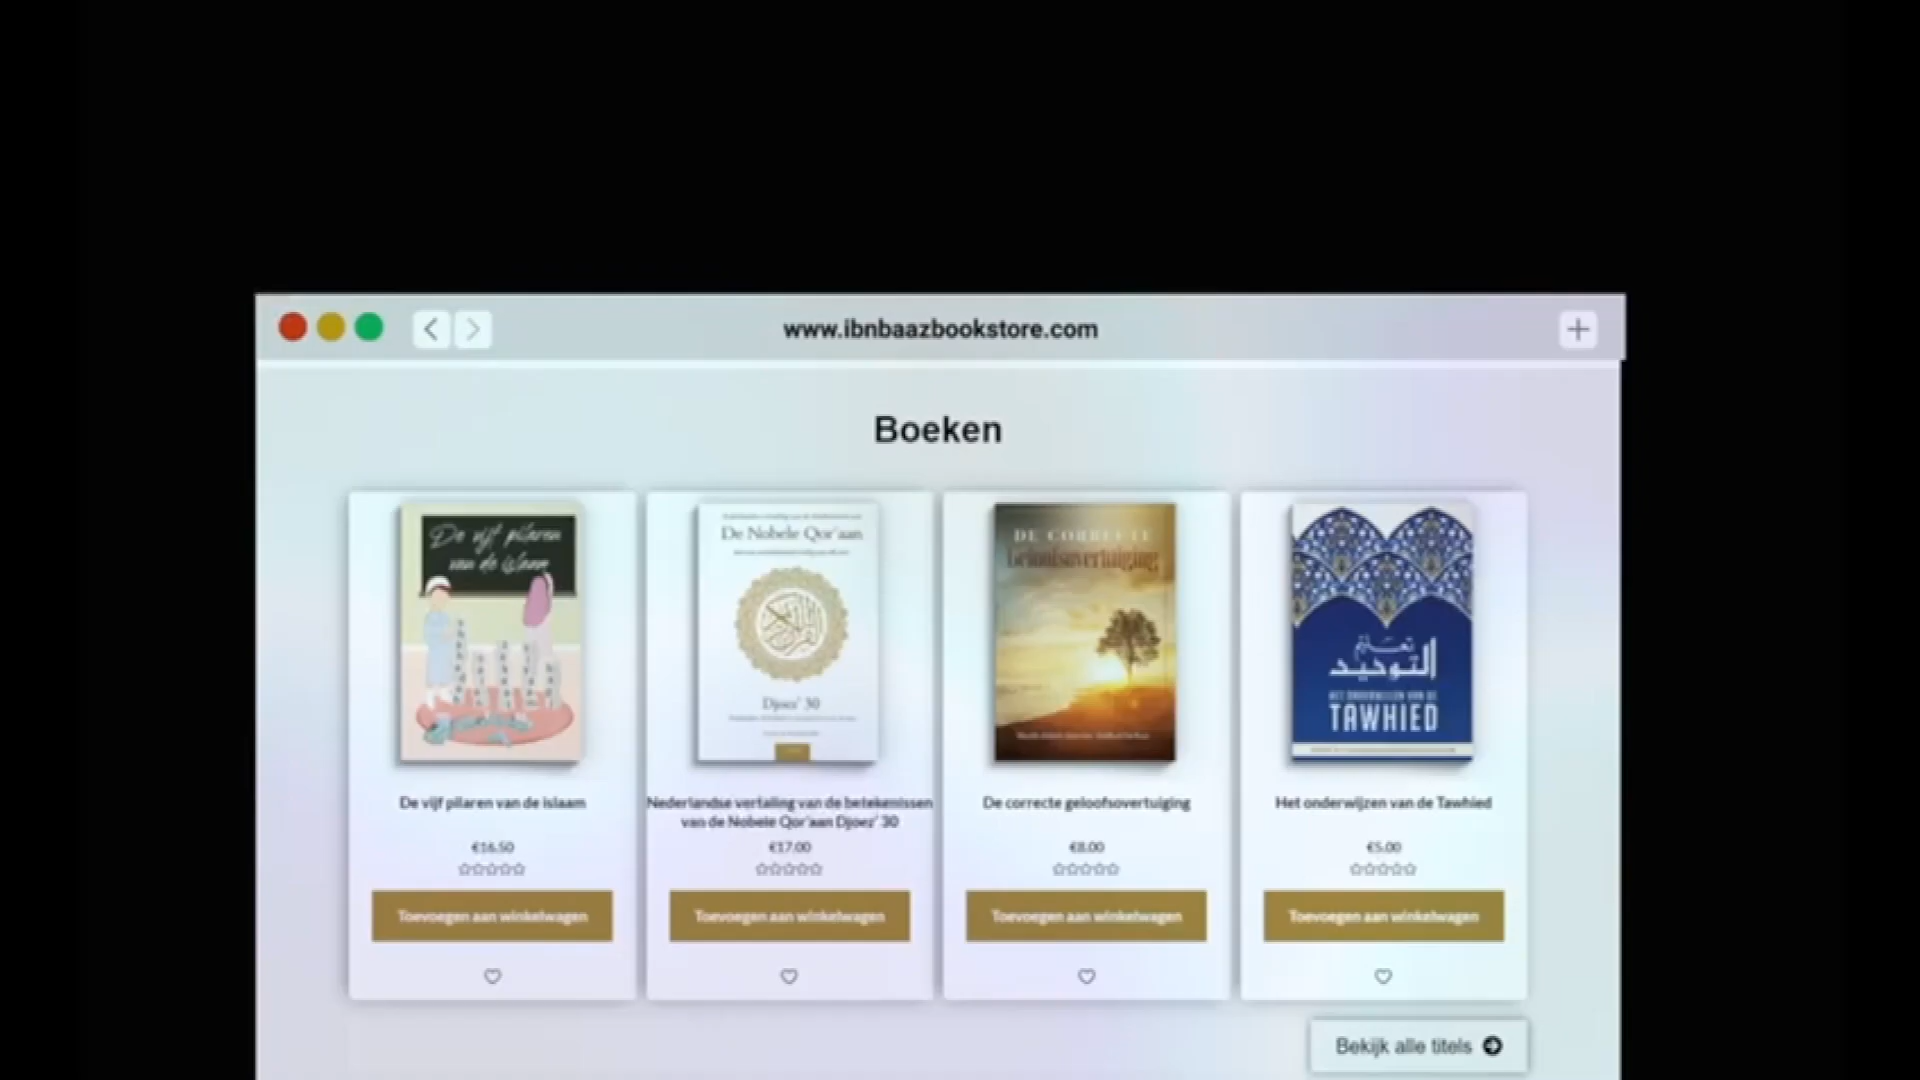 www.ibnbaazbookstore.com
Boeken
De vijf pilaren
van de islaam
De Nobele Qor'aan
Djoez' 30
DE CORRECTE
Geloofsovertuiging
تعليم
التوحيد
HET ONDERWIJZEN VAN DE
TAWHIED
De vijf pilaren van de islaam
Nederlandse vertaling van de betekenissen
van de Nobele Qor'aan Djoez' 30
De correcte geloofsovertuiging
Het onderwijzen van de Tawhied
€16.50
€17.00
€8.00
€5.00
Toevoegen aan winkelwagen
Toevoegen aan winkelwagen
Toevoegen aan winkelwagen
Toevoegen aan winkelwagen
Bekijk alle titels